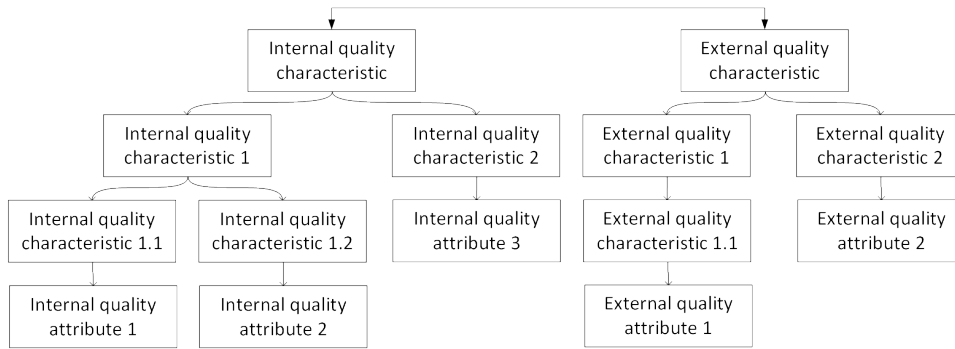 Internal quality
characteristic
External quality
characteristic
Internal quality
characteristic 1
Internal quality
characteristic 2
External quality
characteristic 1
External quality
characteristic 2
Internal quality
characteristic 1.1
Internal quality
characteristic 1.2
Internal quality
attribute 3
External quality
characteristic 1.1
External quality
attribute 2
Internal quality
attribute 1
Internal quality
attribute 2
External quality
attribute 1